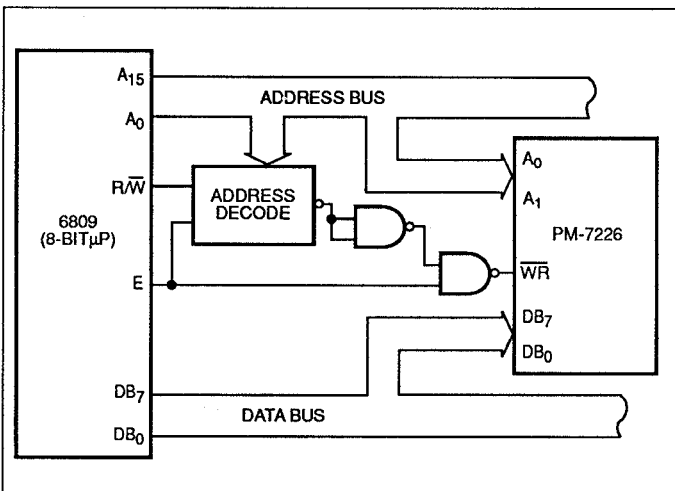 A15
ADDRESS BUS
A0
A0
R/W̅
ADDRESS
DECODE
A1
6809
(8-BITµP)
PM-7226
E
W̅R̅
DB7
DB0
DB7
DATA BUS
DB0